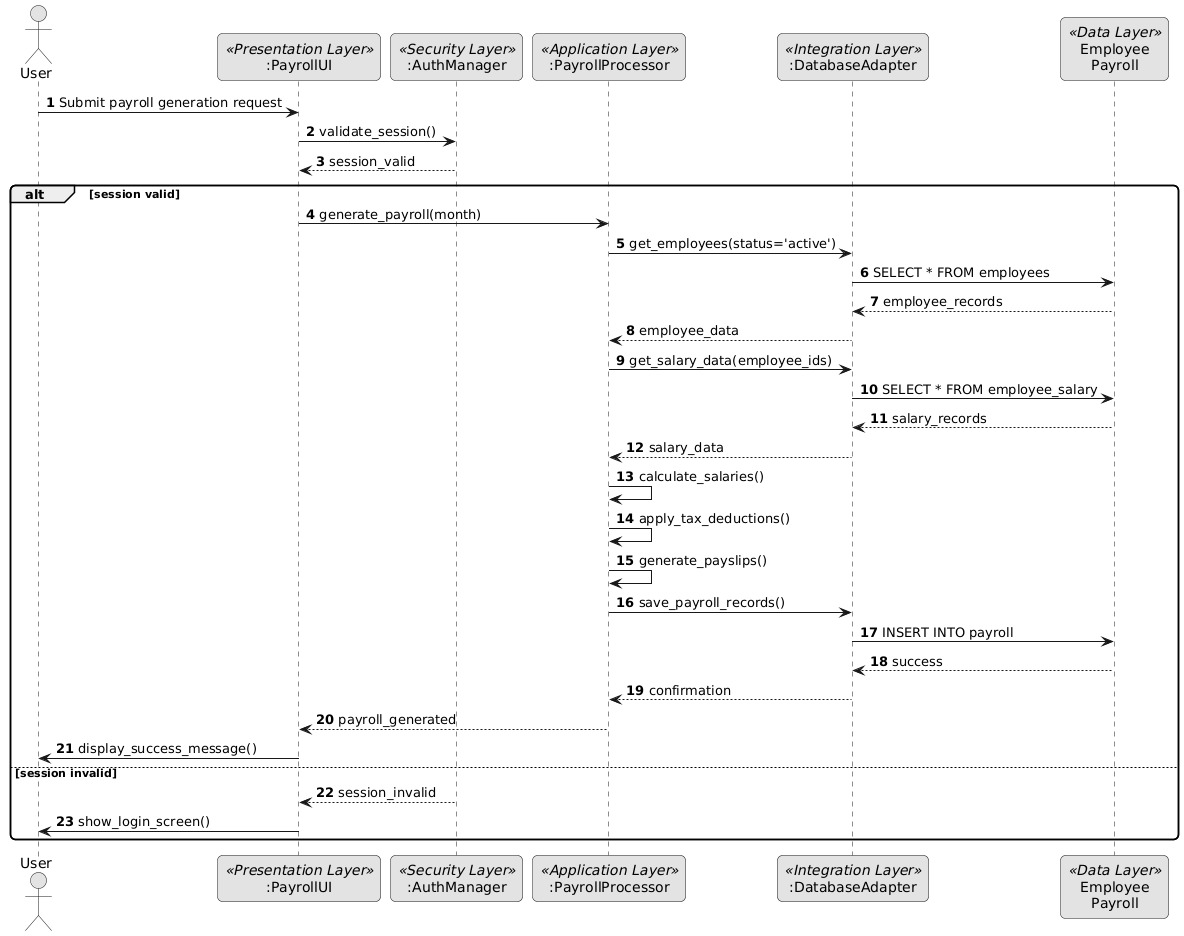 User
«Presentation Layer»
:PayrollUI
«Security Layer»
:AuthManager
«Application Layer»
:PayrollProcessor
«Integration Layer»
:DatabaseAdapter
«Data Layer»
Employee
Payroll
1 Submit payroll generation request
2 validate_session()
3 session_valid
alt [session valid]
4 generate_payroll(month)
5 get_employees(status='active')
6 SELECT * FROM employees
7 employee_records
8 employee_data
9 get_salary_data(employee_ids)
10 SELECT * FROM employee_salary
11 salary_records
12 salary_data
13 calculate_salaries()
14 apply_tax_deductions()
15 generate_payslips()
16 save_payroll_records()
17 INSERT INTO payroll
18 success
19 confirmation
20 payroll_generated
21 display_success_message()
[session invalid]
22 session_invalid
23 show_login_screen()
User
«Presentation Layer»
:PayrollUI
«Security Layer»
:AuthManager
«Application Layer»
:PayrollProcessor
«Integration Layer»
:DatabaseAdapter
«Data Layer»
Employee
Payroll